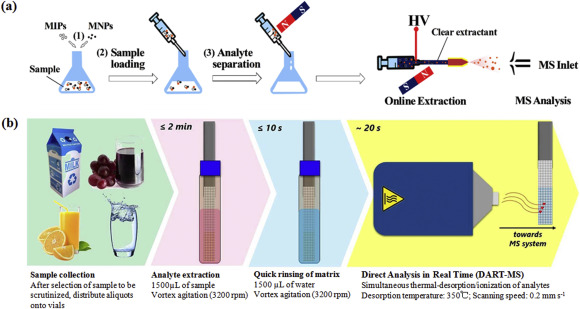 (a)
MIPs
MNPs
(1)
Sample
(2) Sample
loading
(3) Analyte
separation
N
S
HV
Clear extractant
N
S
Online Extraction
MS Inlet
MS Analysis
(b)
MILK
≤ 2 min
≤ 10 s
~ 20 s
towards
MS system
Sample collection
After selection of sample to be
scrutinized, distribute aliquots
onto vials
Analyte extraction
1500 µL of sample
Vortex agitation (3200 rpm)
Quick rinsing of matrix
1500 µL of water
Vortex agitation (3200 rpm)
Direct Analysis in Real Time (DART-MS)
Simultaneous thermal-desorption/ionization of analytes
Desorption temperature: 350℃; Scanning speed: 0.2 mm s⁻¹